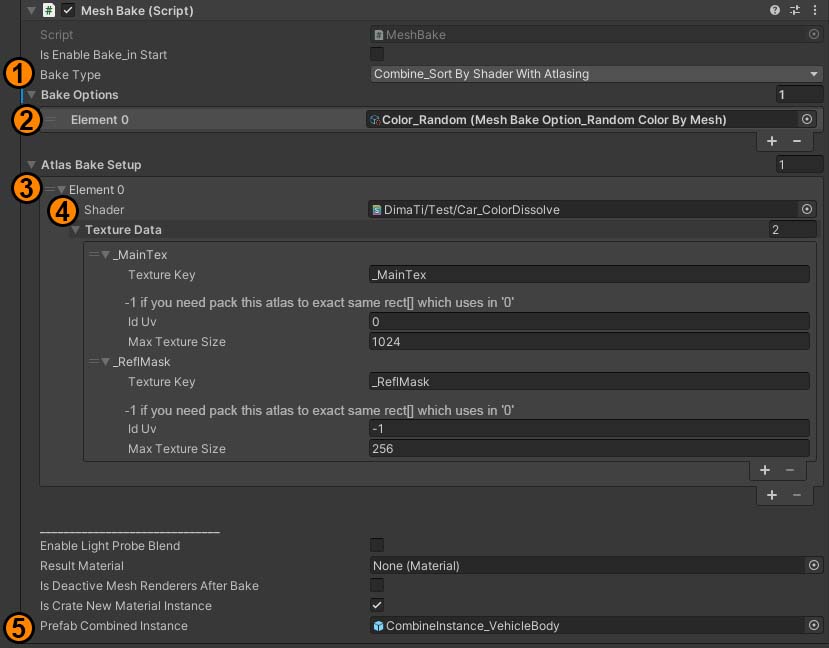 Mesh Bake (Script)
Script MeshBake
Is Enable Bake_in Start
1 Bake Type Combine_Sort By Shader With Atlasing
Bake Options 1
2 Element 0 Color_Random (Mesh Bake Option_Random Color By Mesh)
+ −
Atlas Bake Setup 1
3 Element 0
4 Shader DimaTi/Test/Car_ColorDissolve
Texture Data 2
_MainTex
Texture Key _MainTex
-1 if you need pack this atlas to exact same rect[] which uses in '0'
Id Uv 0
Max Texture Size 1024
_ReflMask
Texture Key _ReflMask
-1 if you need pack this atlas to exact same rect[] which uses in '0'
Id Uv -1
Max Texture Size 256
+ −
+ −
______________________________
Enable Light Probe Blend
Result Material None (Material)
Is Deactive Mesh Renderers After Bake
Is Crate New Material Instance
5 Prefab Combined Instance CombineInstance_VehicleBody